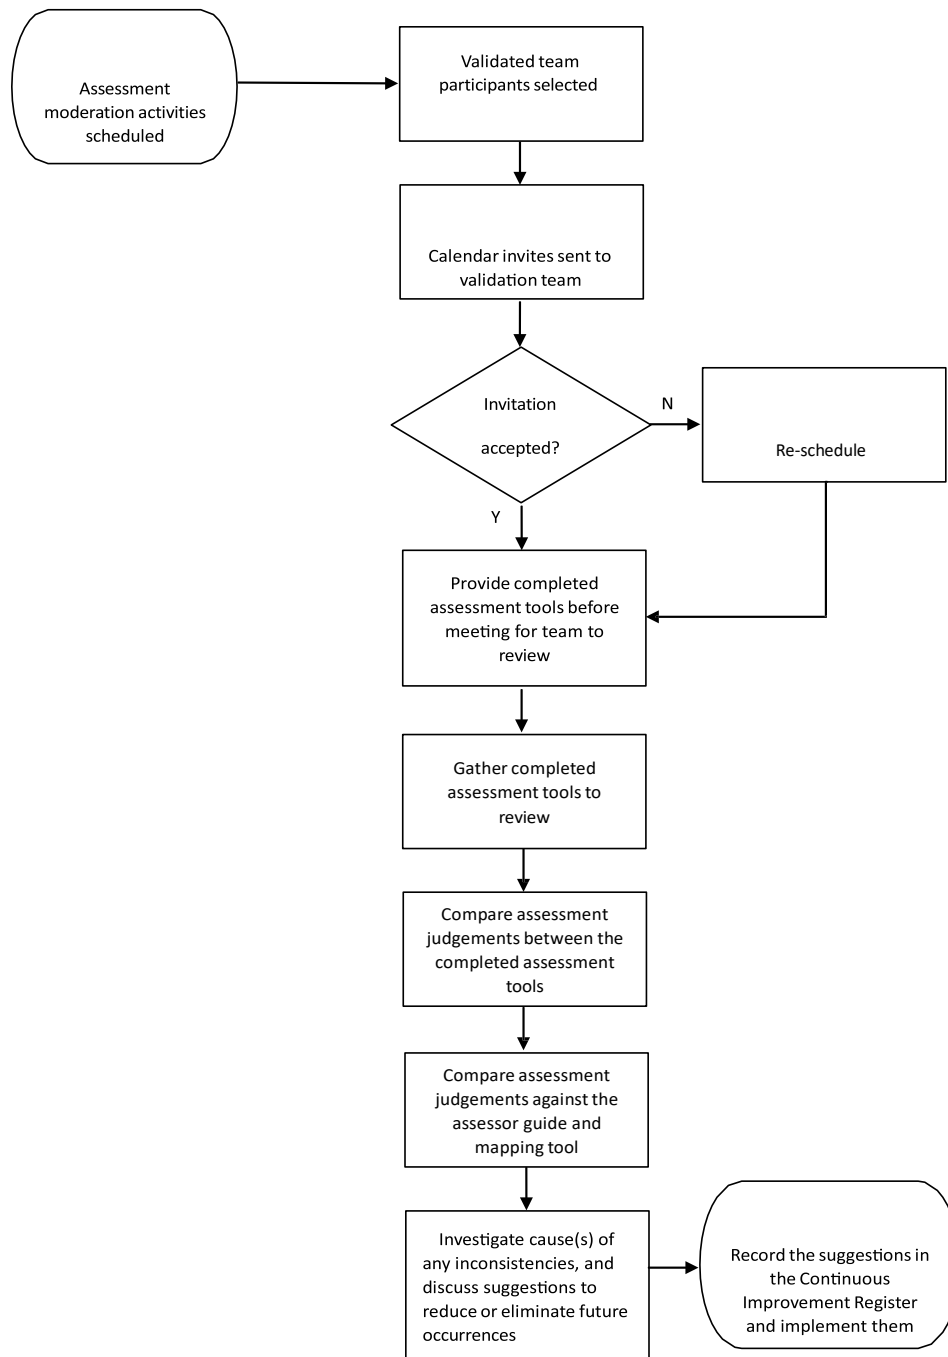 Assessment
moderation activities
scheduled
Validated team
participants selected
Calendar invites sent to
validation team
Invitation
accepted?
N
Re-schedule
Y
Provide completed
assessment tools before
meeting for team to
review
Gather completed
assessment tools to
review
Compare assessment
judgements between the
completed assessment
tools
Compare assessment
judgements against the
assessor guide and
mapping tool
Investigate cause(s) of
any inconsistencies, and
discuss suggestions to
reduce or eliminate future
occurrences
Record the suggestions in
the Continuous
Improvement Register
and implement them